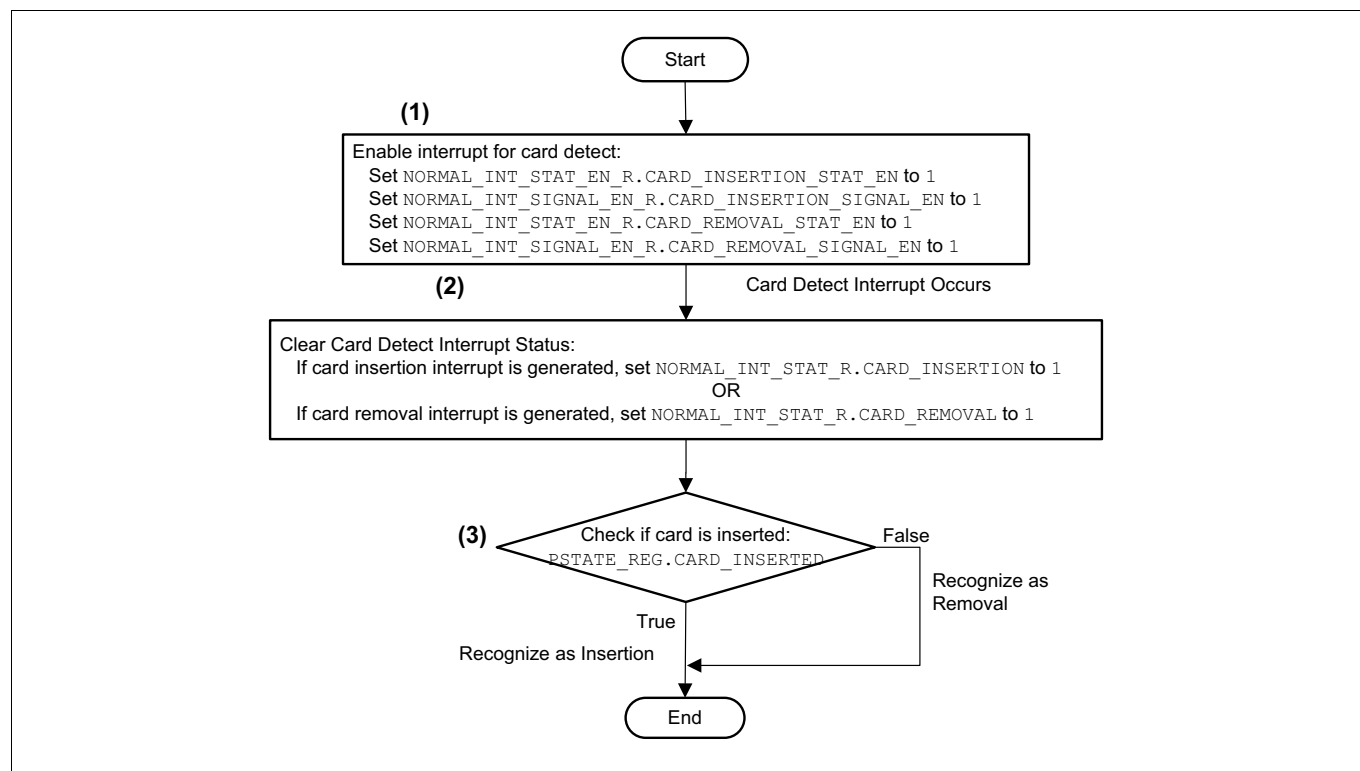 Start
(1)
Enable interrupt for card detect:
Set NORMAL_INT_STAT_EN_R.CARD_INSERTION_STAT_EN to 1
Set NORMAL_INT_SIGNAL_EN_R.CARD_INSERTION_SIGNAL_EN to 1
Set NORMAL_INT_STAT_EN_R.CARD_REMOVAL_STAT_EN to 1
Set NORMAL_INT_SIGNAL_EN_R.CARD_REMOVAL_SIGNAL_EN to 1
(2)
Card Detect Interrupt Occurs
Clear Card Detect Interrupt Status:
If card insertion interrupt is generated, set NORMAL_INT_STAT_R.CARD_INSERTION to 1
OR
If card removal interrupt is generated, set NORMAL_INT_STAT_R.CARD_REMOVAL to 1
(3)
Check if card is inserted:
PSTATE_REG.CARD_INSERTED
False
Recognize as
Removal
True
Recognize as Insertion
End